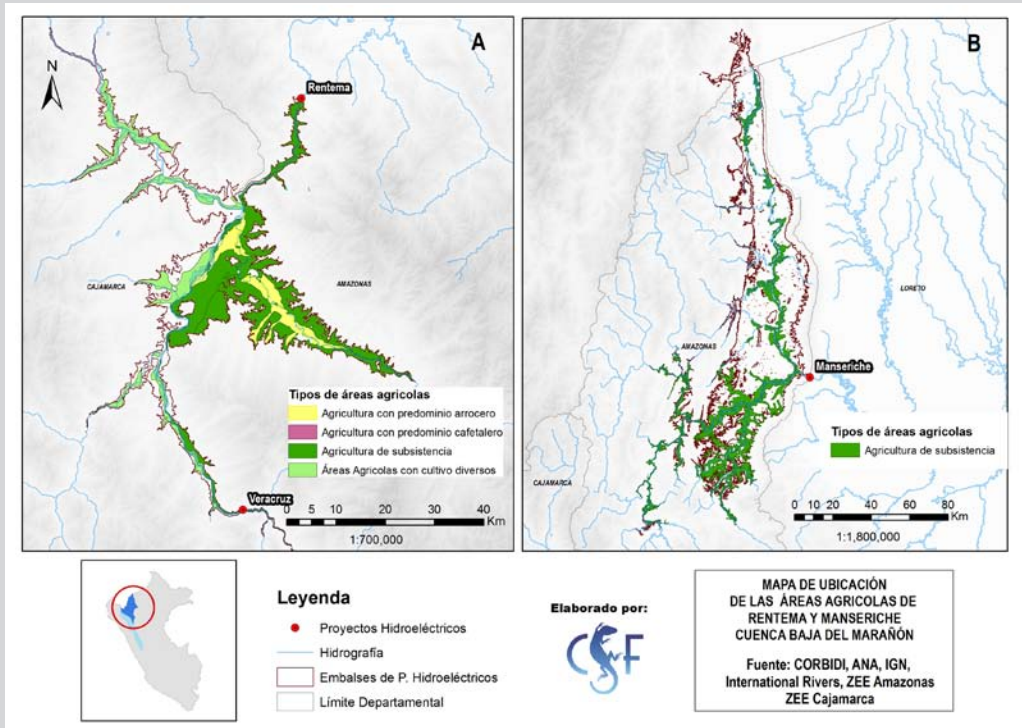 A
N
Rentema
CAJAMARCA
AMAZONAS
Tipos de áreas agrícolas
Agricultura con predominio arrocero
Agricultura con predominio cafetalero
Agricultura de subsistencia
Áreas Agrícolas con cultivo diversos
Veracruz
0 5 10 20 30 40
Km
1:700,000
B
LORETO
AMAZONAS
Manseriche
Tipos de áreas agrícolas
Agricultura de subsistencia
CAJAMARCA
0 10 20 40 60 80
Km
1:1,800,000
Leyenda
Proyectos Hidroeléctricos
Hidrografía
Embalses de P. Hidroeléctricos
Límite Departamental
Elaborado por:
CSF
MAPA DE UBICACIÓN
DE LAS ÁREAS AGRICOLAS DE
RENTEMA Y MANSERICHE
CUENCA BAJA DEL MARAÑÓN
Fuente: CORBIDI, ANA, IGN,
International Rivers, ZEE Amazonas
ZEE Cajamarca